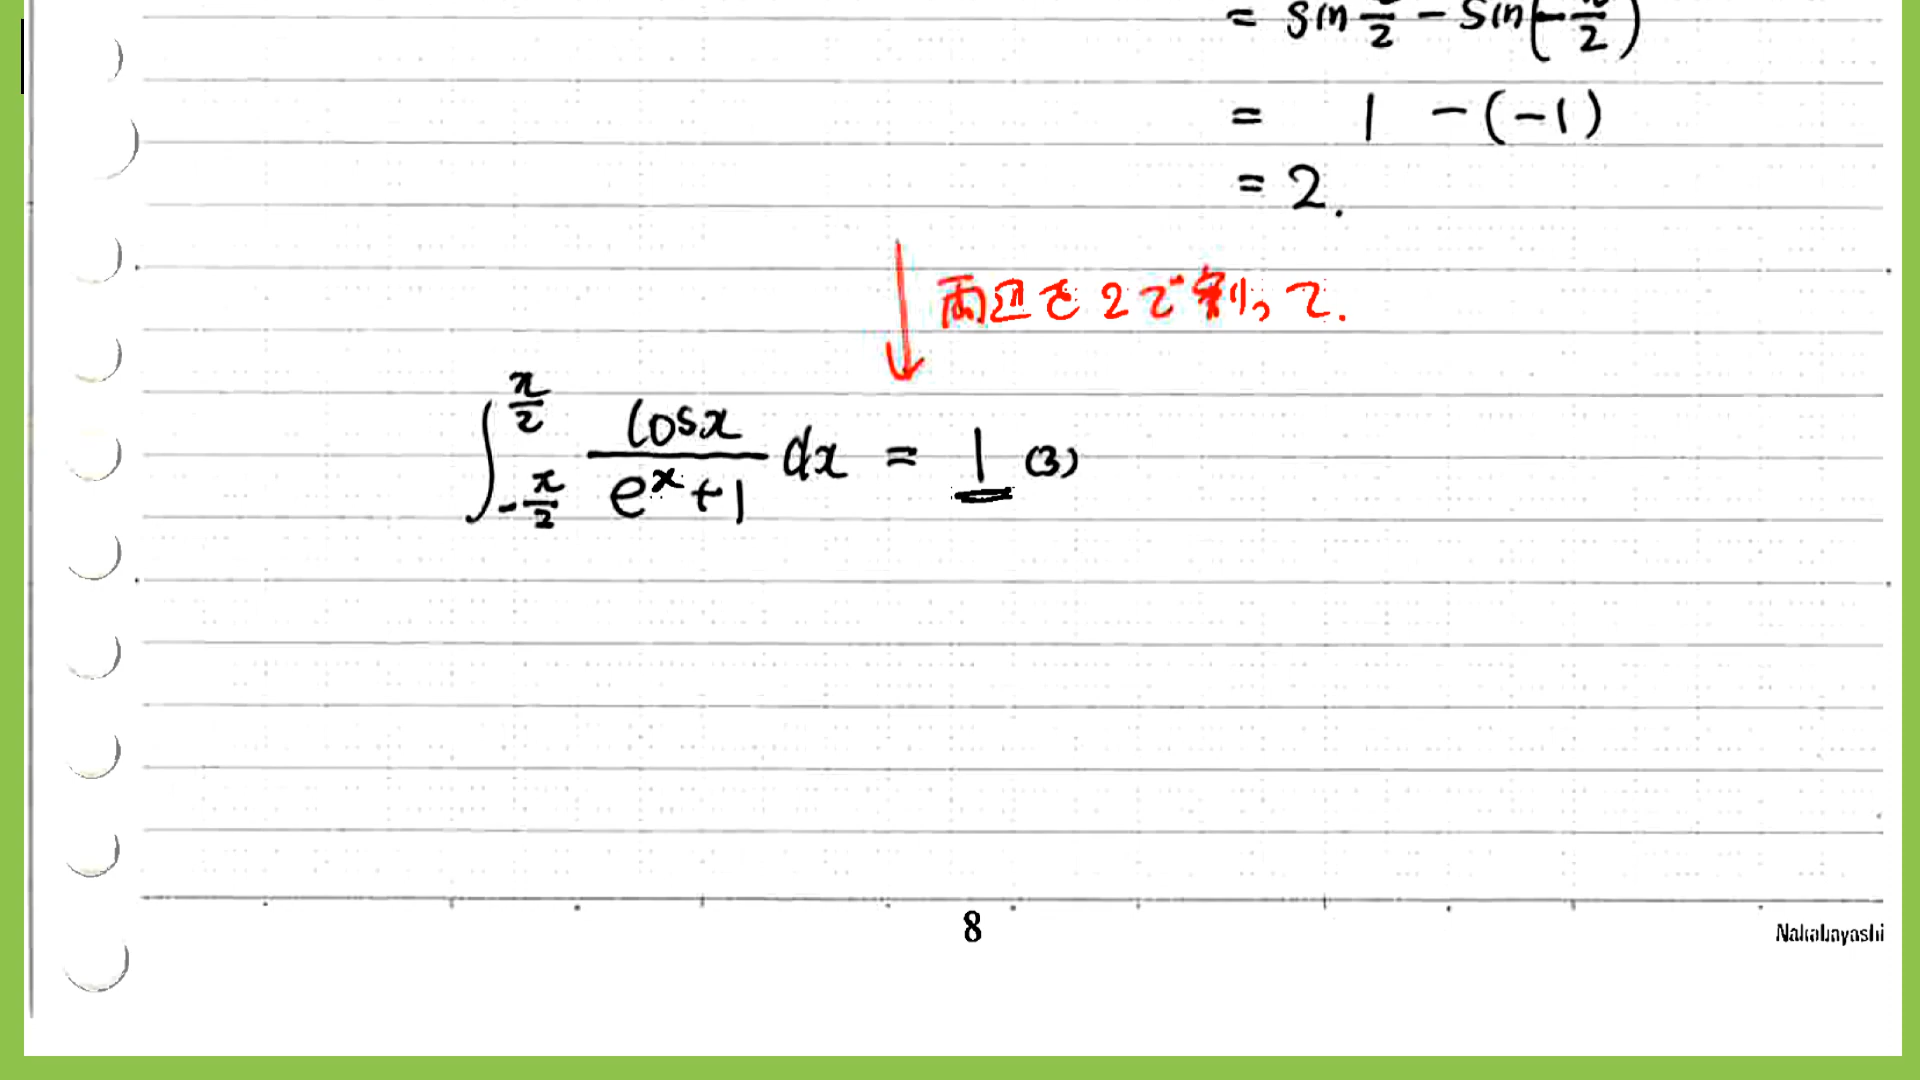 = sin π/2 - sin(-π/2)
= 1 - (-1)
= 2.
両辺を2で割って.
∫_{-π/2}^{π/2} cosx/(e^x+1) dx = 1 (3)
8
Nakabayashi